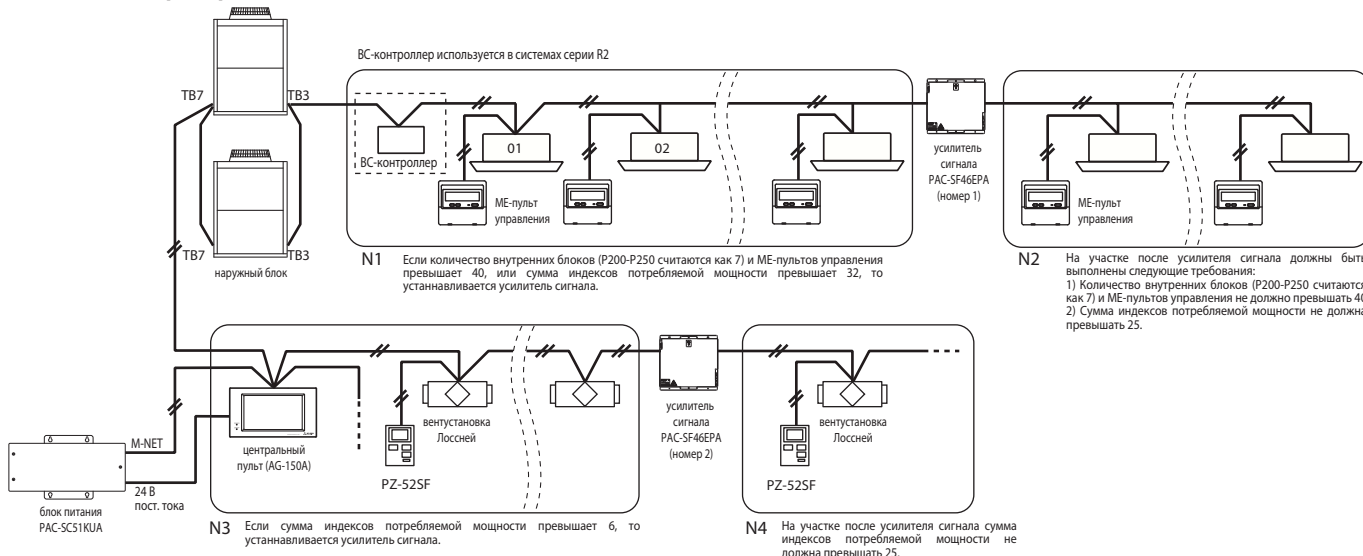 ВС-контроллер используется в системах серии R2
TB7
TB3
ВС-контроллер
01
02
МЕ-пульт
управления
усилитель
сигнала
PAC-SF46EPA
(номер 1)
МЕ-пульт
управления
TB7
TB3
наружный блок
N1
Если количество внутренних блоков (P200-P250 считаются как 7) и МЕ-пультов управления
превышает 40, или сумма индексов потребляемой мощности превышает 32, то
устанавливается усилитель сигнала.
N2
На участке после усилителя сигнала должны быть
выполнены следующие требования:
1) Количество внутренних блоков (P200-P250 считаются
как 7) и МЕ-пультов управления не должно превышать 40
2) Сумма индексов потребляемой мощности не должна
превышать 25.
M-NET
24 В
пост. тока
блок питания
PAC-SC51KUA
центральный
пульт (AG-150A)
вентустановка
Лоссней
PZ-52SF
усилитель
сигнала
PAC-SF46EPA
(номер 2)
вентустановка
Лоссней
PZ-52SF
N3
Если сумма индексов потребляемой мощности превышает 6, то
устанавливается усилитель сигнала.
N4
На участке после усилителя сигнала сумма
индексов потребляемой мощности не
должна превышать 25.